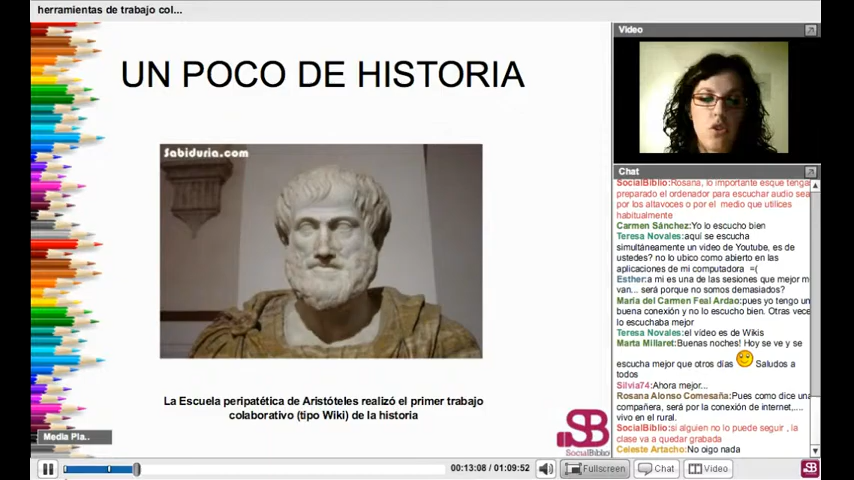 herramientas de trabajo col...
UN POCO DE HISTORIA
Sabiduria.com
La Escuela peripatética de Aristóteles realizó el primer trabajo
colaborativo (tipo Wiki) de la historia
SB
SocialBiblio
Media Pla..
Video
Chat
SocialBiblio:Rosana, lo importante esque tenga
preparado el ordenador para escuchar audio sea
por los altavoces o por el medio que utilices
habitualmente
Carmen Sánchez:Yo lo escucho bien
Teresa Novales:aquí se escucha
simultáneamente un video de Youtube, es de
ustedes? no lo ubico como abierto en las
aplicaciones de mi computadora =(
Esther:a mi es una de las sesiones que mejor m
van... será porque no somos demasiados?
María del Carmen Feal Ardao:pues yo tengo un
buena conexión y no lo escucho bien. Otras vece
lo escuchaba mejor
Teresa Novales:el vídeo es de Wikis
Marta Millaret:Buenas noches! Hoy se ve y se
escucha mejor que otros días Saludos a
todos
Silvia74:Ahora mejor...
Rosana Alonso Comesaña:Pues como dice una
compañera, será por la conexión de internet,....
vivo en el rural.
SocialBiblio:si alguien no lo puede seguir , la
clase va a quedar grabada
Celeste Artacho:No oigo nada
00:13:08 / 01:09:52
Fullscreen
Chat
Video
SB